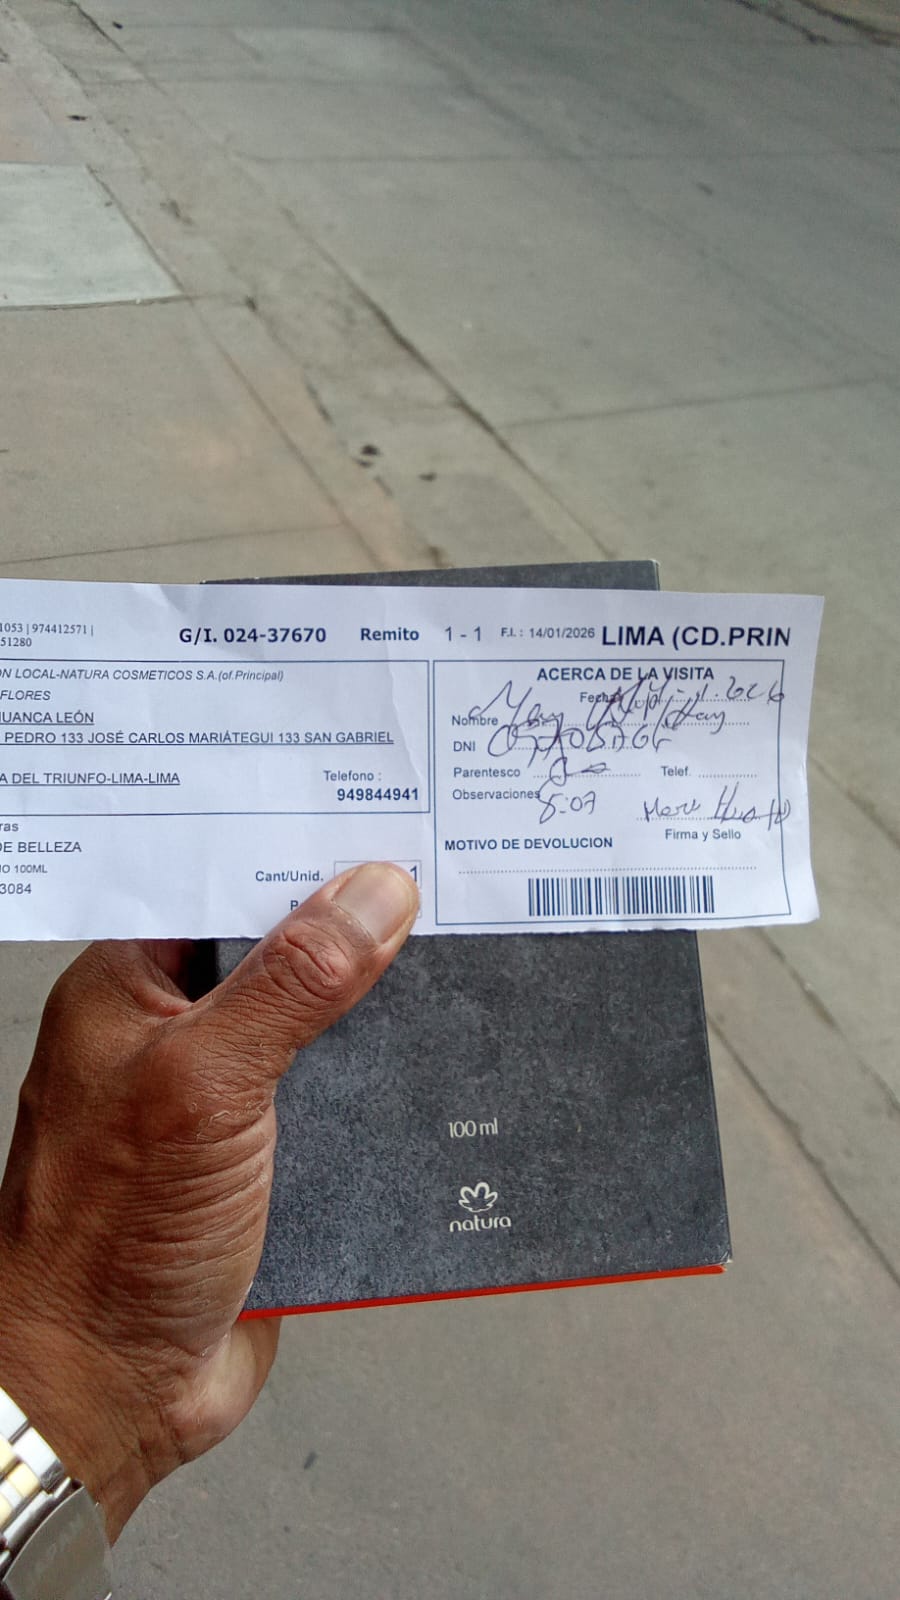 1053 | 974412571 |
51280
G/I. 024-37670 Remito 1 - 1 F.I. : 14/01/2026 LIMA (CD.PRIN
N LOCAL-NATURA COSMETICOS S.A.(of.Principal)
FLORES
HUANCA LEÓN
PEDRO 133 JOSÉ CARLOS MARIÁTEGUI 133 SAN GABRIEL
A DEL TRIUNFO-LIMA-LIMA
Telefono :
949844941
ras
DE BELLEZA
IO 100ML
3084
Cant/Unid. 1
P
ACERCA DE LA VISITA
Fecha
Nombre
DNI
Parentesco Telef.
Observaciones 5:07
Firma y Sello
MOTIVO DE DEVOLUCION
100 ml
natura